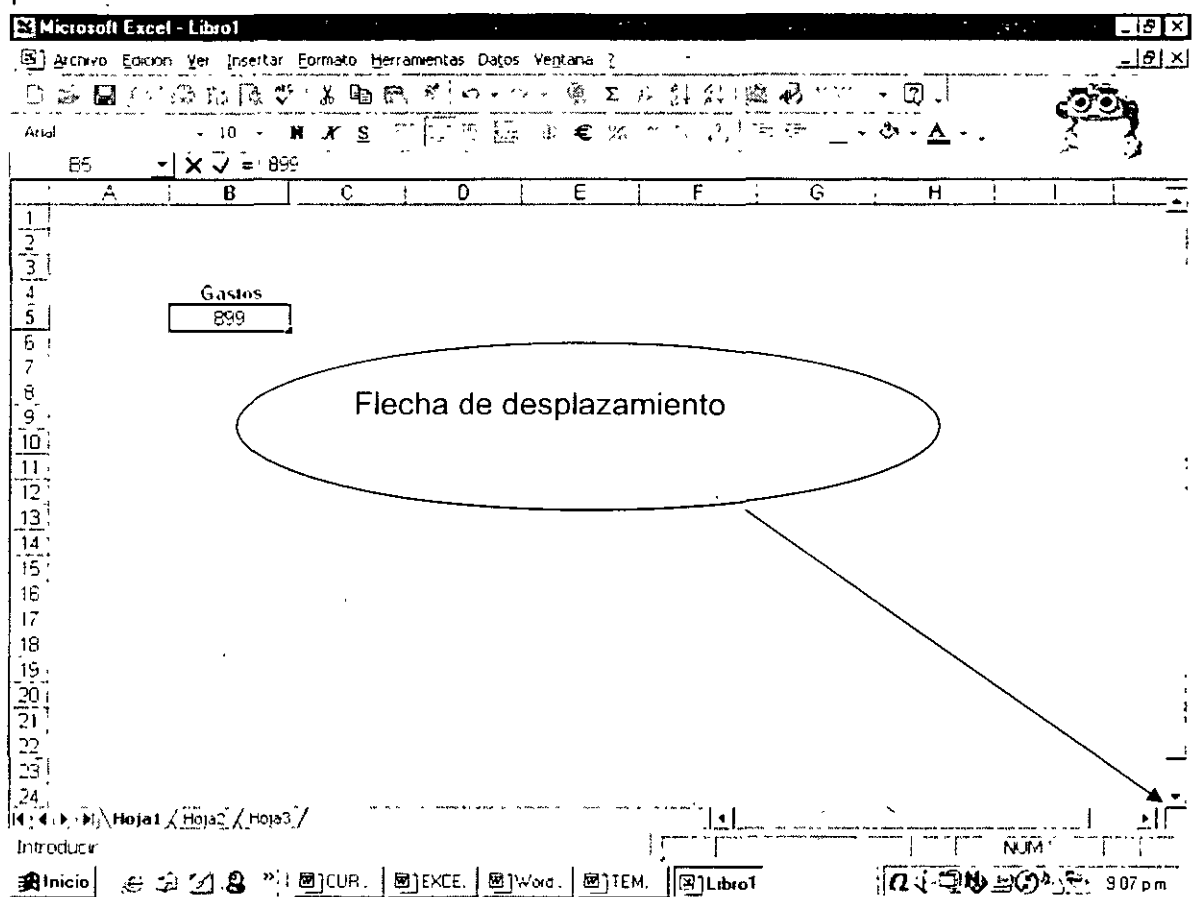 Microsoft Excel - Libro1
Archivo Edición Ver Insertar Formato Herramientas Datos Ventana ?
Arial 10 N K S € %
B5 = 899
A B C D E F G H I
1
2
3
4 Gastos
5 899
6
7
8
9
10
11
12
13
14
15
16
17
18
19
20
21
22
23
24
Flecha de desplazamiento
Hoja1 Hoja2 Hoja3
Introducir NUM
Inicio CUR. EXCE. Word. TEM. Libro1 9 07 pm